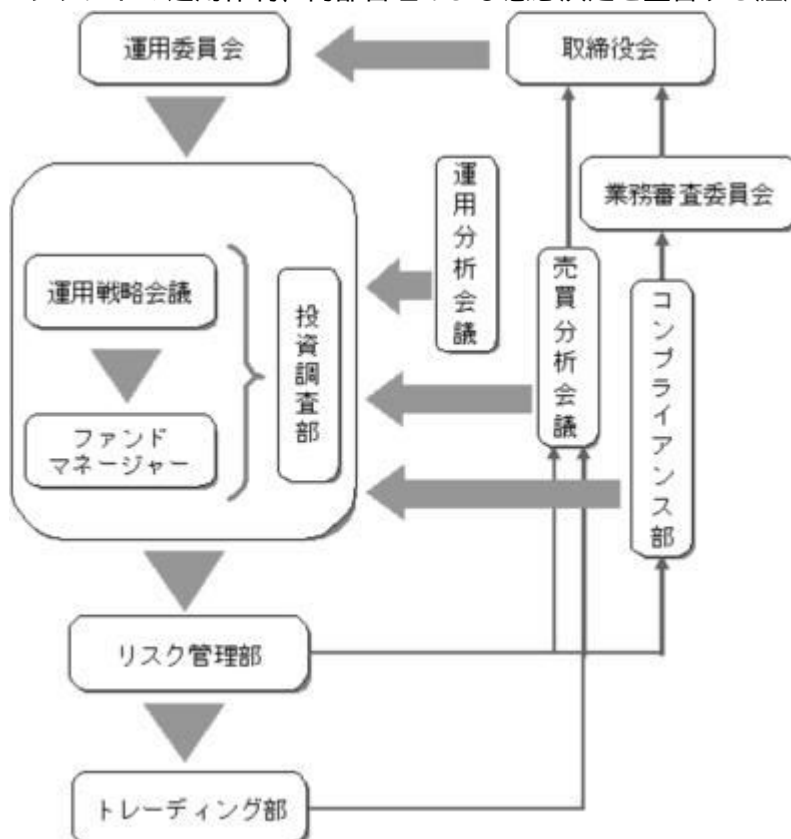 運用委員会
取締役会
業務審査委員会
運用分析会議
売買分析会議
コンプライアンス部
運用戦略会議
投資調査部
ファンド
マネージャー
リスク管理部
トレーディング部